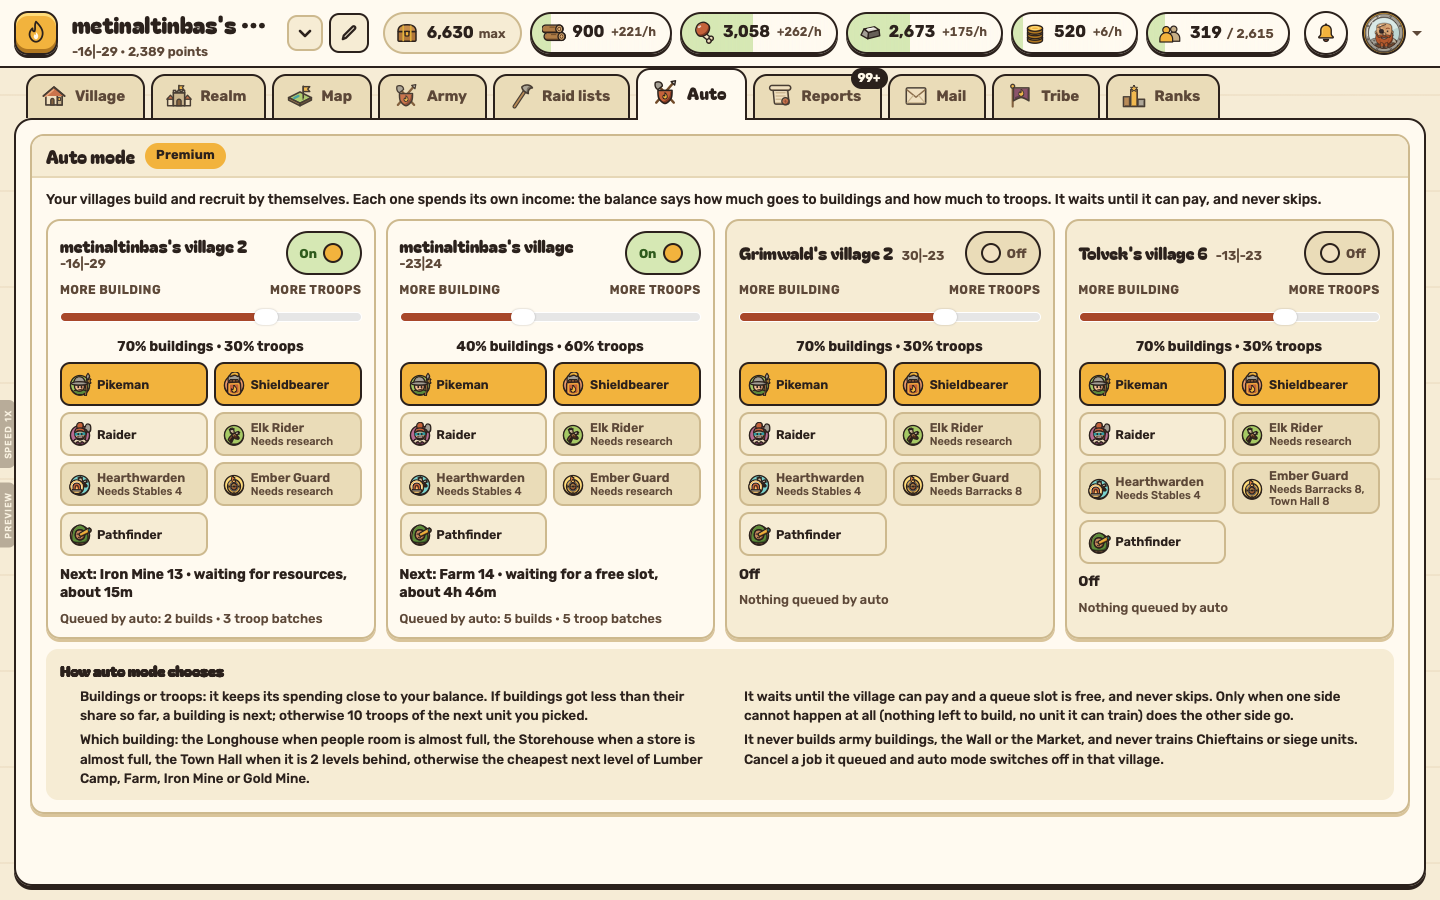 metinaltinbas's ···
-16|-29 • 2,389 points
6,630 max
900 +221/h
3,058 +262/h
2,673 +175/h
520 +6/h
319 / 2,615
Village
Realm
Map
Army
Raid lists
Auto
Reports
99+
Mail
Tribe
Ranks
SPEED 1X
PREVIEW
Auto mode
Premium
Your villages build and recruit by themselves. Each one spends its own income: the balance says how much goes to buildings and how much to troops. It waits until it can pay, and never skips.
metinaltinbas's village 2
-16|-29
On
MORE BUILDING
MORE TROOPS
70% buildings • 30% troops
Pikeman
Shieldbearer
Raider
Elk Rider
Needs research
Hearthwarden
Needs Stables 4
Ember Guard
Needs research
Pathfinder
Next: Iron Mine 13 • waiting for resources,
about 15m
Queued by auto: 2 builds • 3 troop batches
metinaltinbas's village
-23|24
On
MORE BUILDING
MORE TROOPS
40% buildings • 60% troops
Pikeman
Shieldbearer
Raider
Elk Rider
Needs research
Hearthwarden
Needs Stables 4
Ember Guard
Needs research
Pathfinder
Next: Farm 14 • waiting for a free slot,
about 4h 46m
Queued by auto: 5 builds • 5 troop batches
Grimwald's village 2 30|-23
Off
MORE BUILDING
MORE TROOPS
70% buildings • 30% troops
Pikeman
Shieldbearer
Raider
Elk Rider
Needs research
Hearthwarden
Needs Stables 4
Ember Guard
Needs Barracks 8
Pathfinder
Off
Nothing queued by auto
Tolvek's village 6 -13|-23
Off
MORE BUILDING
MORE TROOPS
70% buildings • 30% troops
Pikeman
Shieldbearer
Raider
Elk Rider
Needs research
Hearthwarden
Needs Stables 4
Ember Guard
Needs Barracks 8,
Town Hall 8
Pathfinder
Off
Nothing queued by auto
How auto mode chooses
Buildings or troops: it keeps its spending close to your balance. If buildings got less than their
share so far, a building is next; otherwise 10 troops of the next unit you picked.
Which building: the Longhouse when people room is almost full, the Storehouse when a store is
almost full, the Town Hall when it is 2 levels behind, otherwise the cheapest next level of Lumber
Camp, Farm, Iron Mine or Gold Mine.
It waits until the village can pay and a queue slot is free, and never skips. Only when one side
cannot happen at all (nothing left to build, no unit it can train) does the other side go.
It never builds army buildings, the Wall or the Market, and never trains Chieftains or siege units.
Cancel a job it queued and auto mode switches off in that village.